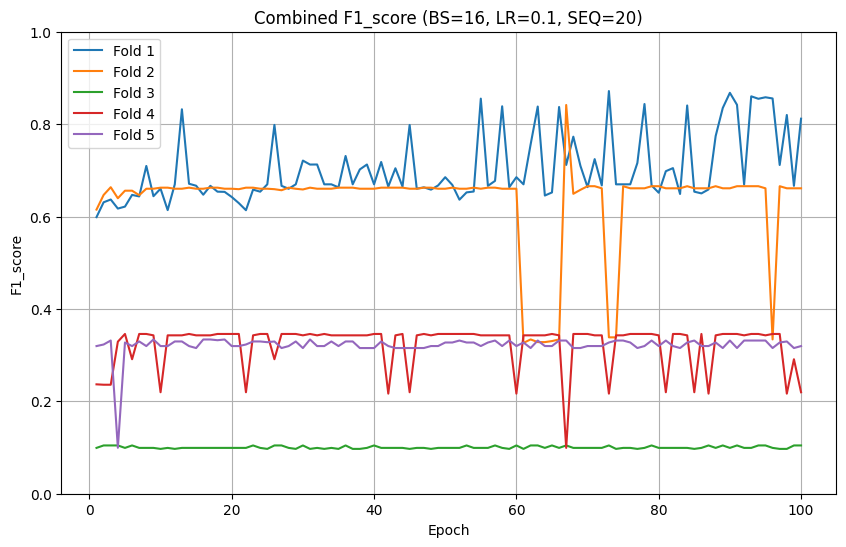 Combined F1_score (BS=16, LR=0.1, SEQ=20)
Fold 1
Fold 2
Fold 3
Fold 4
Fold 5
F1_score
1.0
0.8
0.6
0.4
0.2
0.0
0 20 40 60 80 100
Epoch